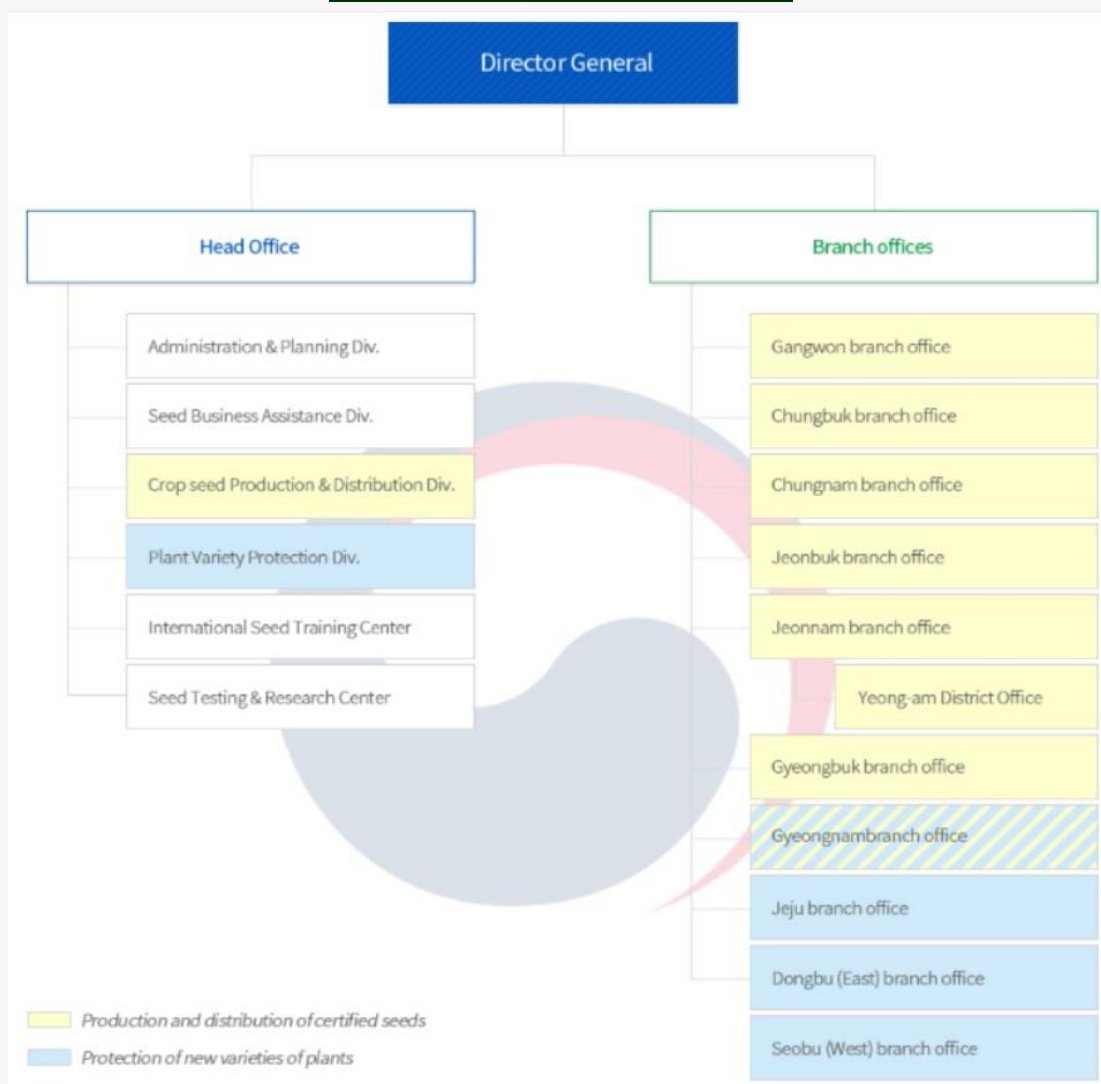 Director General
Head Office
Administration & Planning Div.
Seed Business Assistance Div.
Crop seed Production & Distribution Div.
Plant Variety Protection Div.
International Seed Training Center
Seed Testing & Research Center
Branch offices
Gangwon branch office
Chungbuk branch office
Chungnam branch office
Jeonbuk branch office
Jeonnam branch office
Yeong-am District Office
Gyeongbuk branch office
Gyeongnambranch office
Jeju branch office
Dongbu (East) branch office
Seobu (West) branch office
Production and distribution of certified seeds
Protection of new varieties of plants